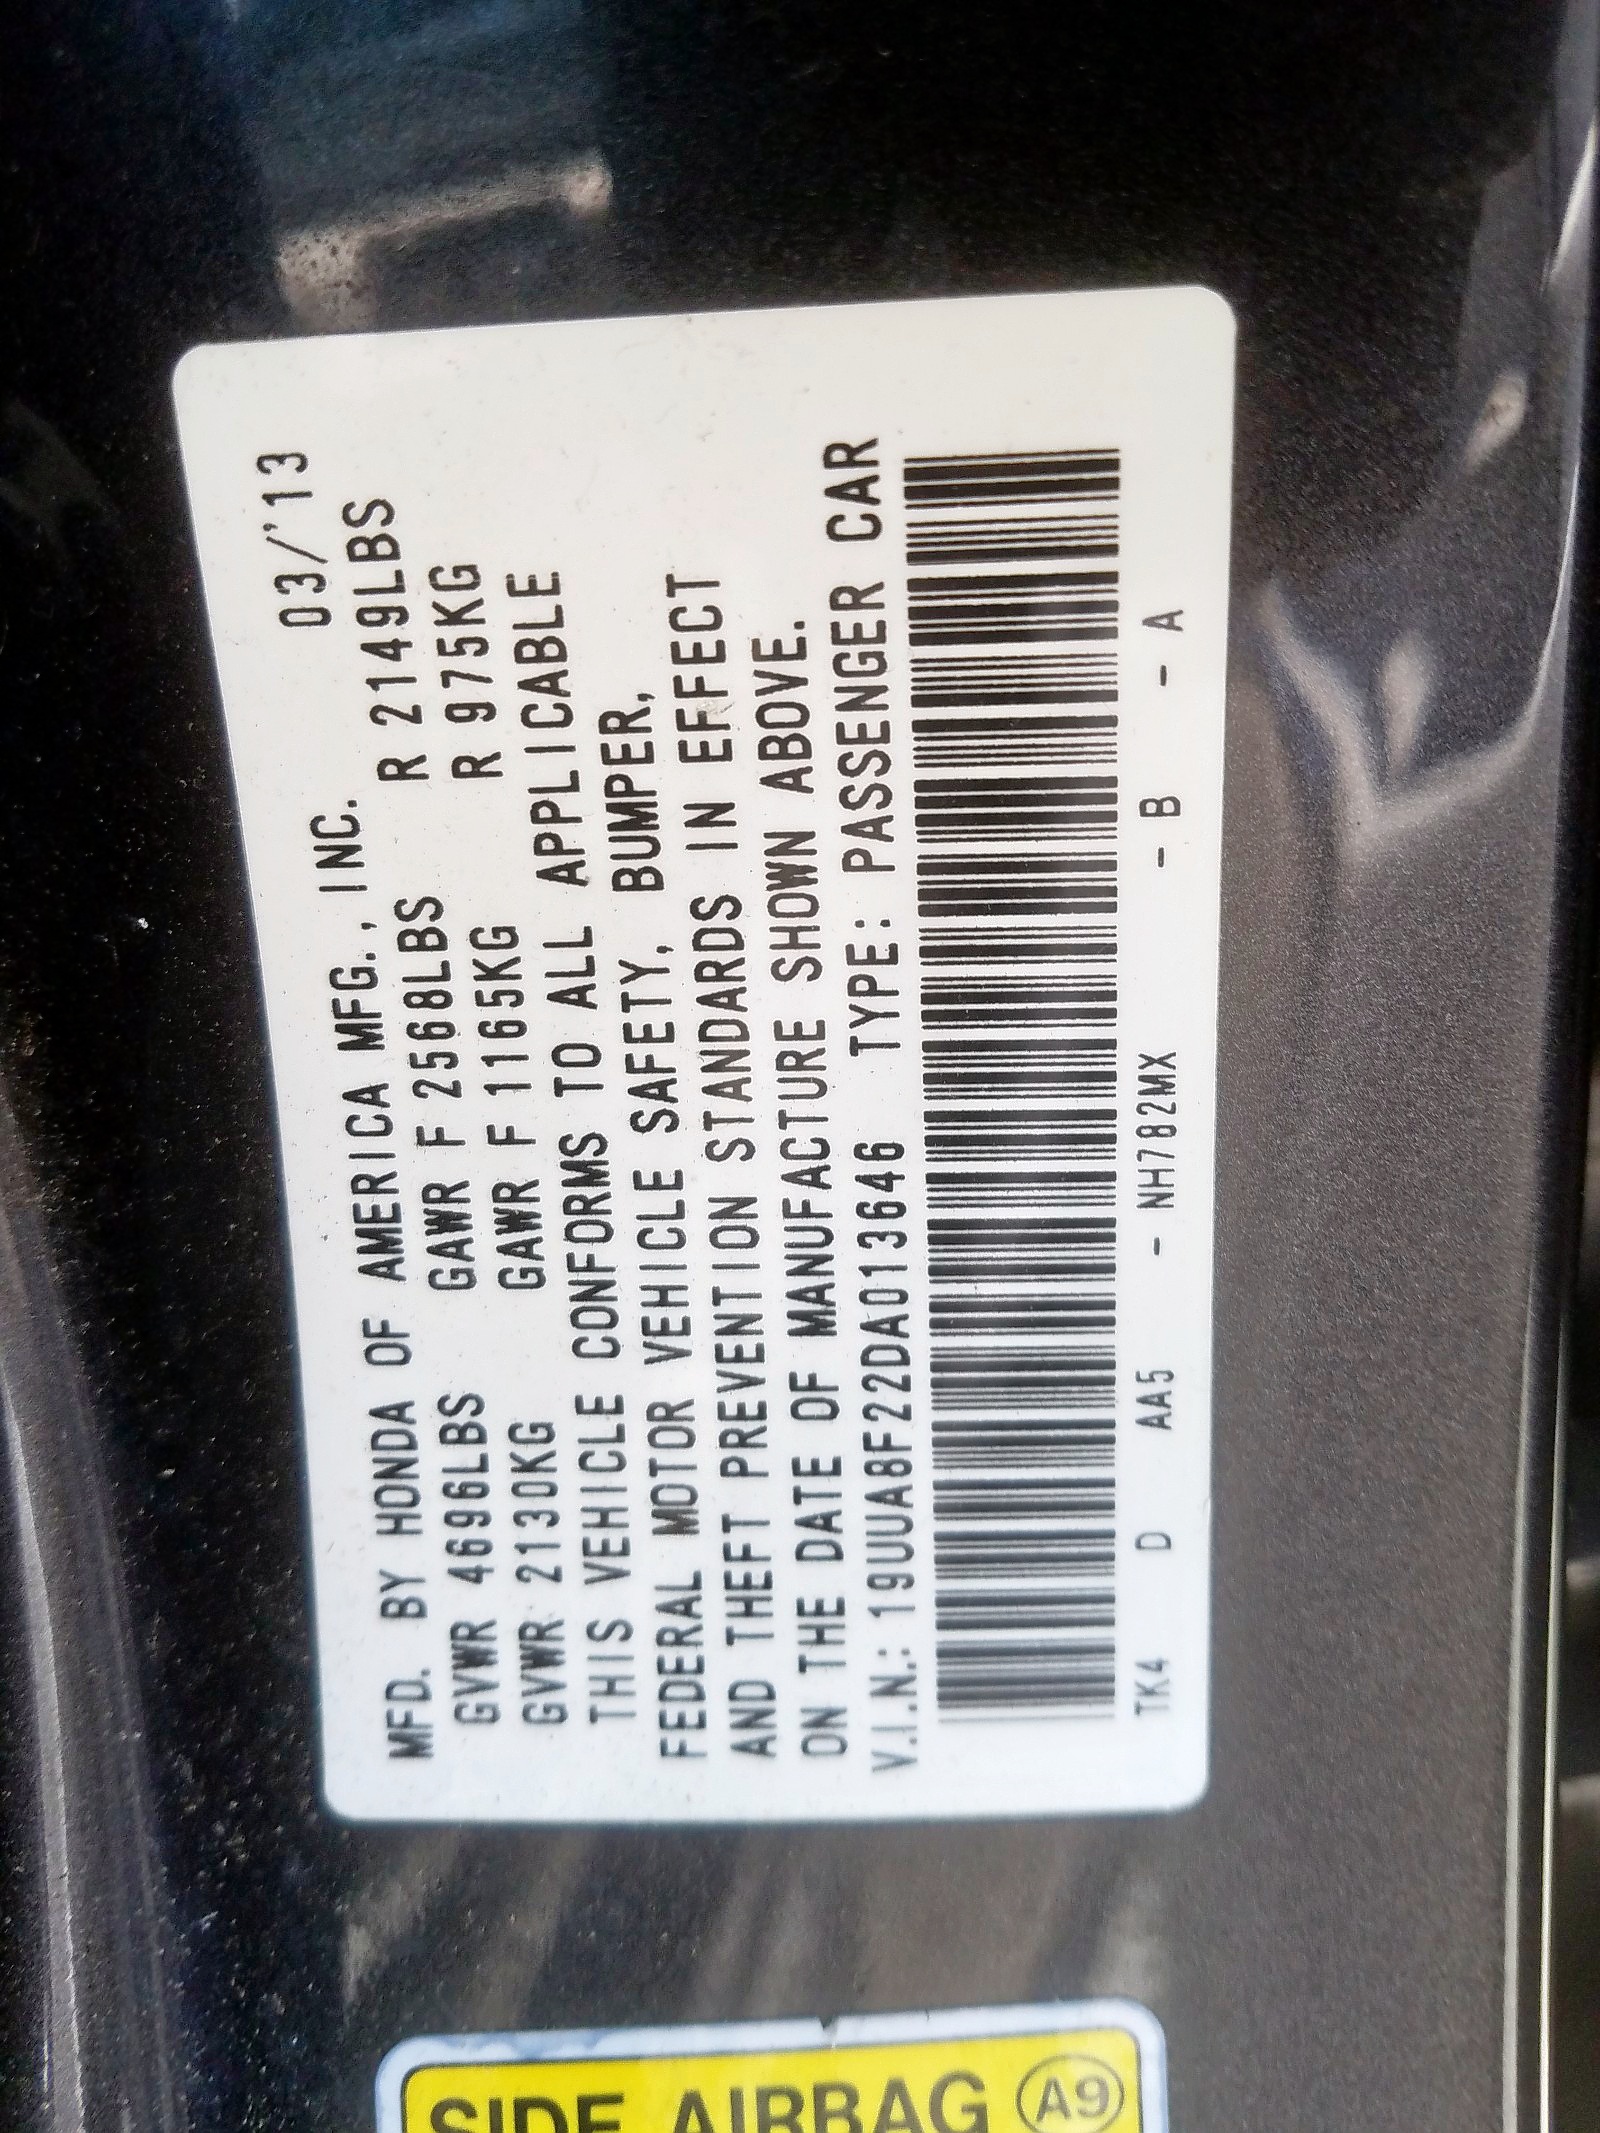 MFD. BY HONDA OF AMERICA MFG., INC. 03/'13
GVWR 4696LBS GAWR F 2568LBS R 2149LBS
GVWR 2130KG GAWR F 1165KG R 975KG
THIS VEHICLE CONFORMS TO ALL APPLICABLE
FEDERAL MOTOR VEHICLE SAFETY, BUMPER,
AND THEFT PREVENTION STANDARDS IN EFFECT
ON THE DATE OF MANUFACTURE SHOWN ABOVE.
V.I.N.: 19UUA8F22DA013646 TYPE: PASSENGER CAR
TK4 D AA5 - NH782MX - B - A
SIDE AIRBAG A9